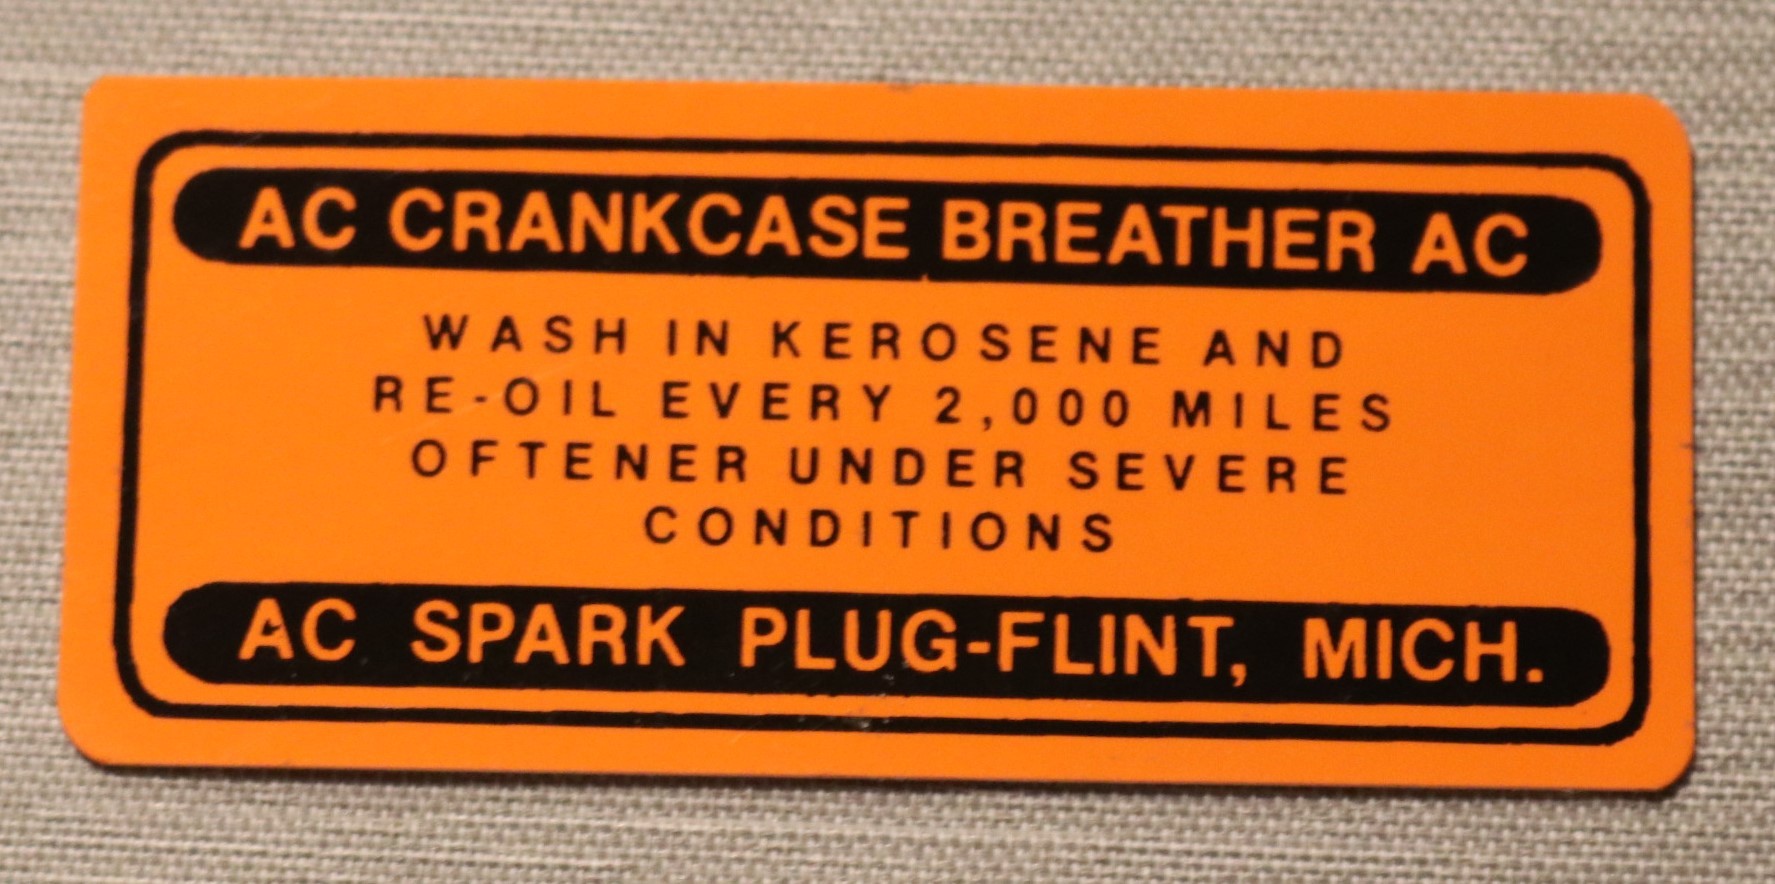 AC CRANKCASE BREATHER AC
WASH IN KEROSENE AND
RE-OIL EVERY 2,000 MILES
OFTENER UNDER SEVERE
CONDITIONS
AC SPARK PLUG-FLINT, MICH.